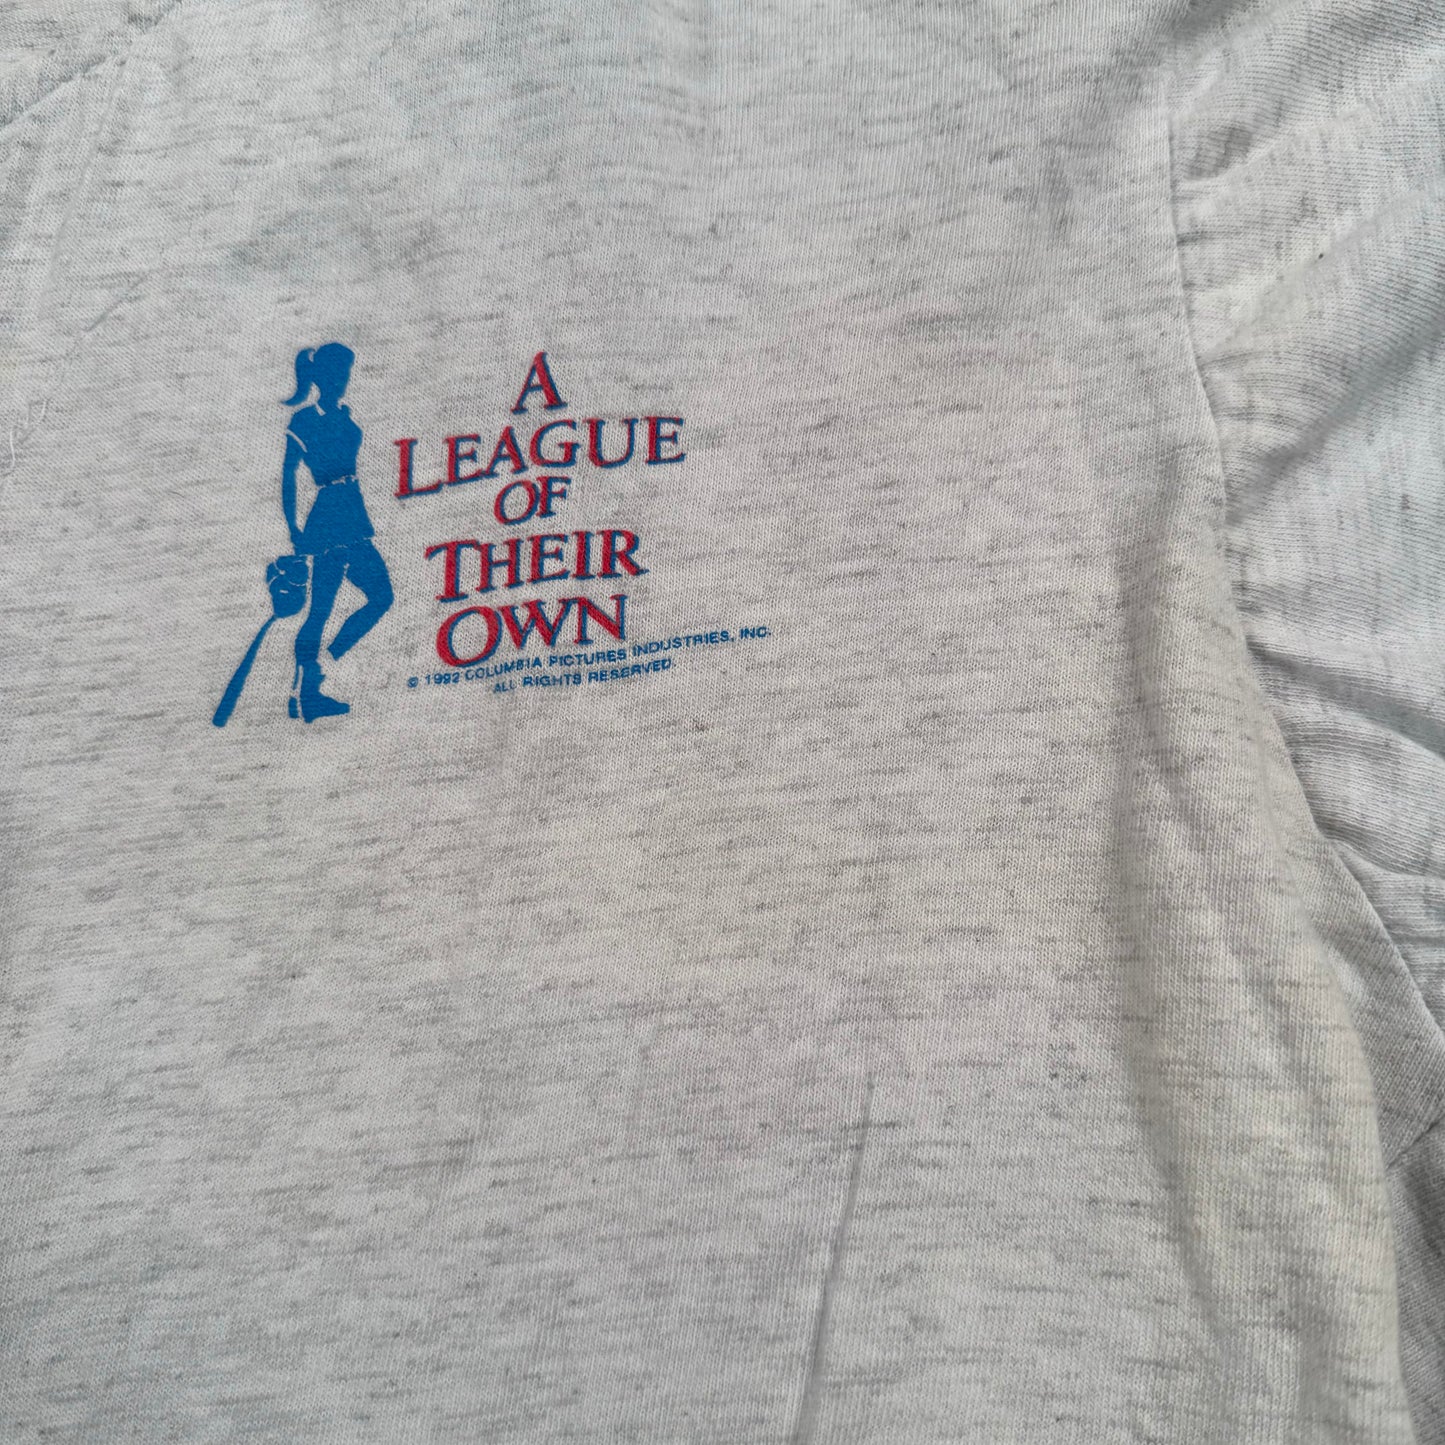 A
LEAGUE
OF
THEIR
OWN
© 1992 COLUMBIA PICTURES INDUSTRIES, INC.
ALL RIGHTS RESERVED.